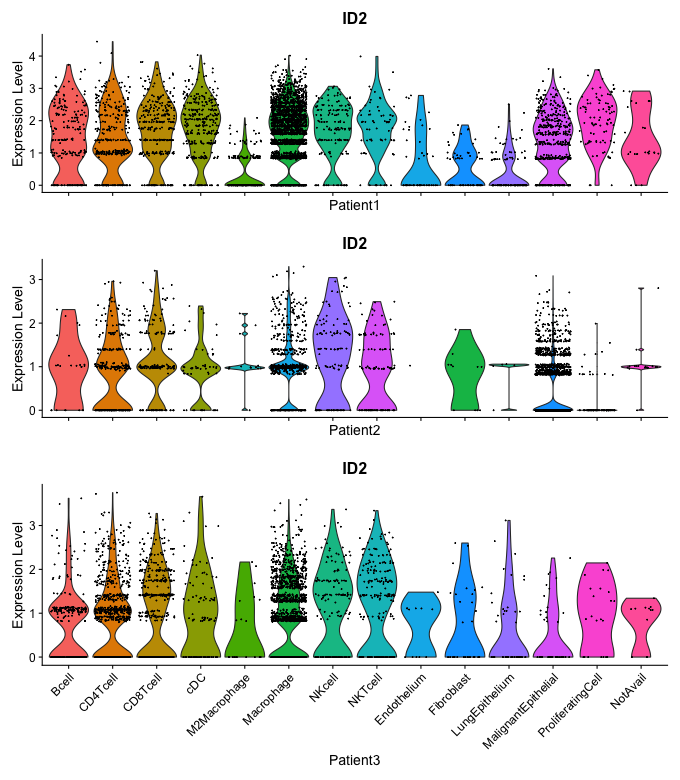 ID2
Expression Level
4
3
2
1
0
Patient1
ID2
Expression Level
3
2
1
0
Patient2
ID2
Expression Level
3
2
1
0
Bcell
CD4Tcell
CD8Tcell
cDC
M2Macrophage
Macrophage
NKcell
NKTcell
Endothelium
Fibroblast
LungEpithelium
MalignantEpithelial
ProliferatingCell
NotAvail
Patient3